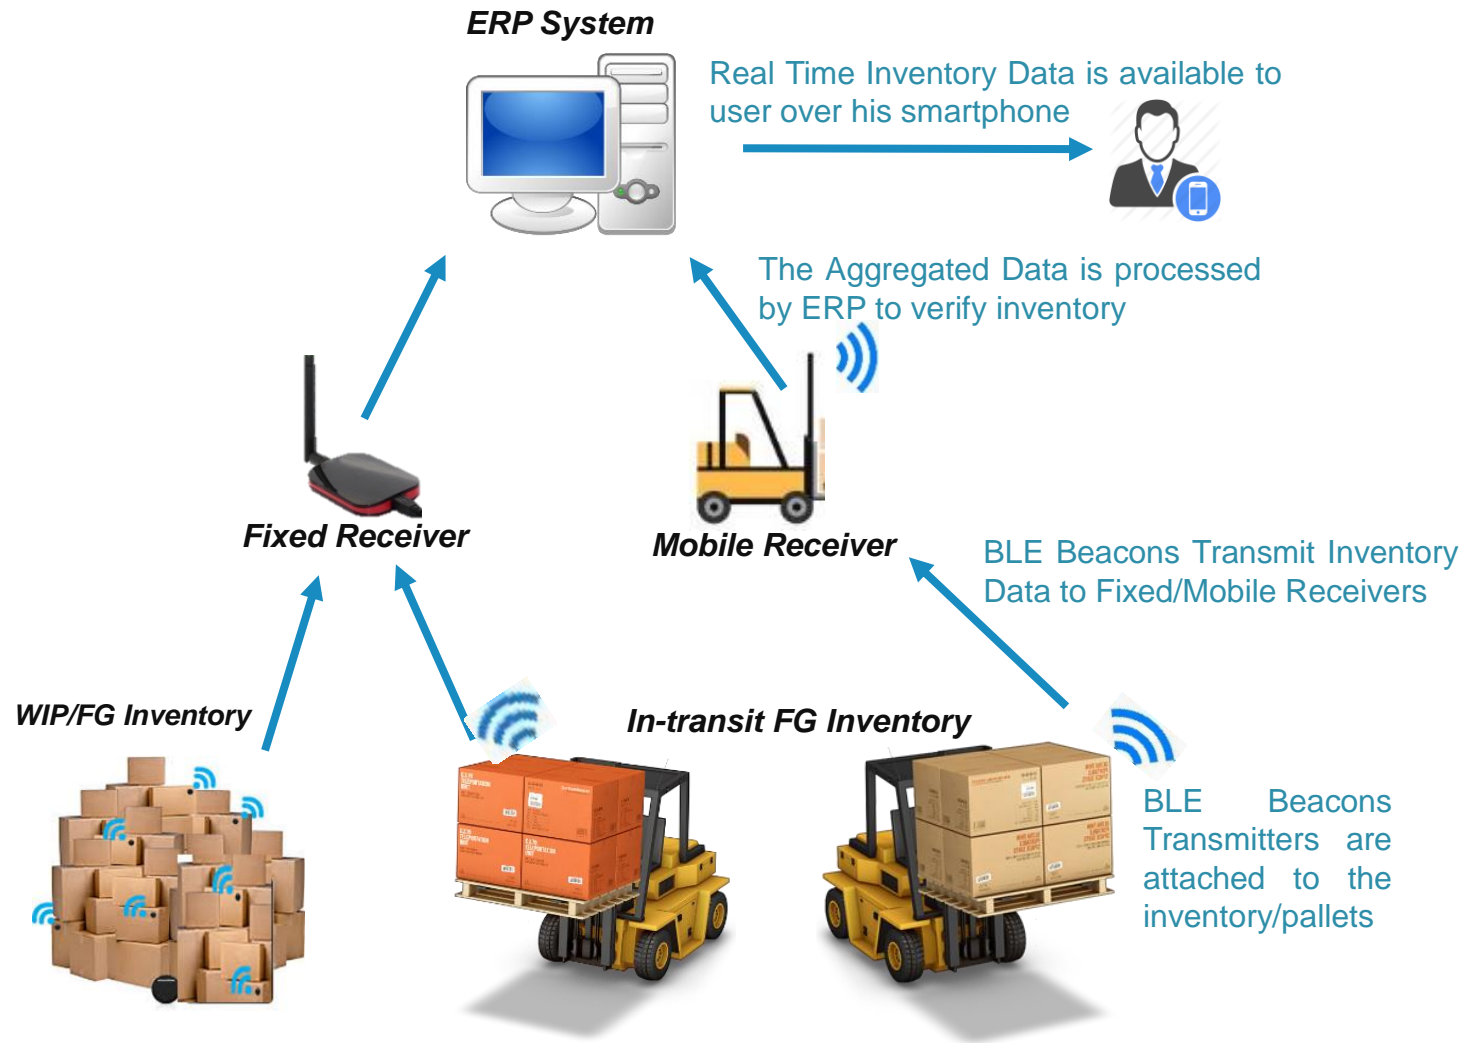 ERP System
Real Time Inventory Data is available to
user over his smartphone
The Aggregated Data is processed
by ERP to verify inventory
Fixed Receiver
Mobile Receiver
BLE Beacons Transmit Inventory
Data to Fixed/Mobile Receivers
WIP/FG Inventory
In-transit FG Inventory
BLE Beacons
Transmitters are
attached to the
inventory/pallets